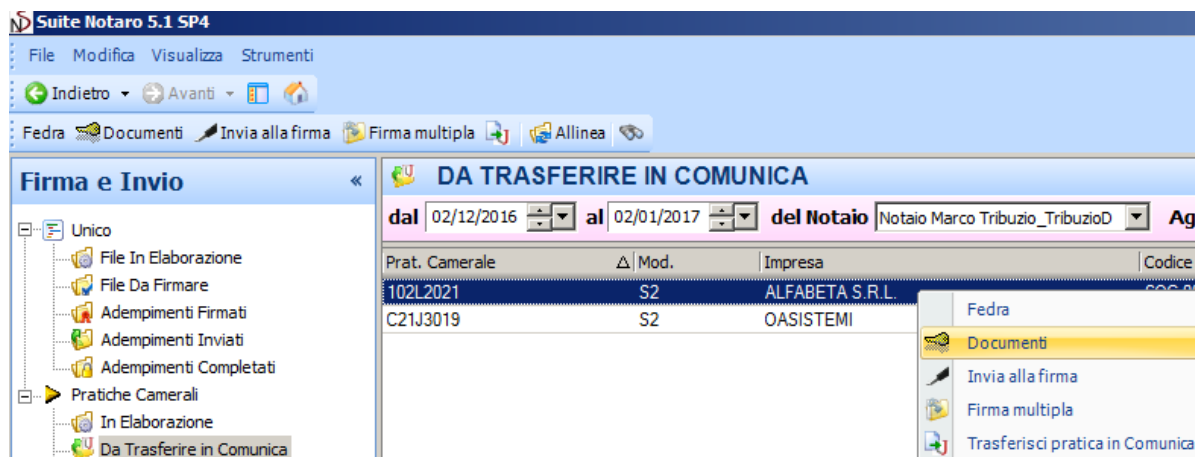 Suite Notaro 5.1 SP4
File Modifica Visualizza Strumenti
Indietro Avanti
Fedra Documenti Invia alla firma Firma multipla Allinea
Firma e Invio «
Unico
File In Elaborazione
File Da Firmare
Adempimenti Firmati
Adempimenti Inviati
Adempimenti Completati
Pratiche Camerali
In Elaborazione
Da Trasferire in Comunica
DA TRASFERIRE IN COMUNICA
dal 02/12/2016 al 02/01/2017 del Notaio Notaio Marco Tribuzio_TribuzioD Ag
Prat. Camerale Mod. Impresa Codice
102L2021 S2 ALFABETA S.R.L.
C21J3019 S2 OASISTEMI
Fedra
Documenti
Invia alla firma
Firma multipla
Trasferisci pratica in Comunica